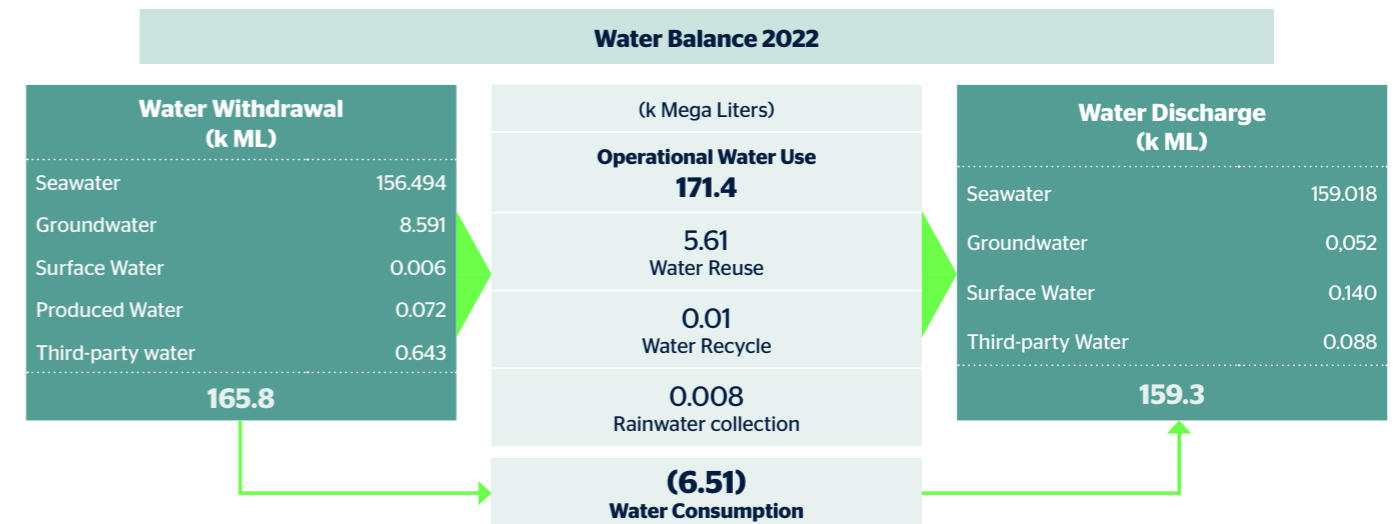 Water Balance 2022
Water Withdrawal
(k ML)
Seawater 156.494
Groundwater 8.591
Surface Water 0.006
Produced Water 0.072
Third-party water 0.643
165.8
(k Mega Liters)
Operational Water Use
171.4
5.61
Water Reuse
0.01
Water Recycle
0.008
Rainwater collection
(6.51)
Water Consumption
Water Discharge
(k ML)
Seawater 159.018
Groundwater 0,052
Surface Water 0.140
Third-party Water 0.088
159.3